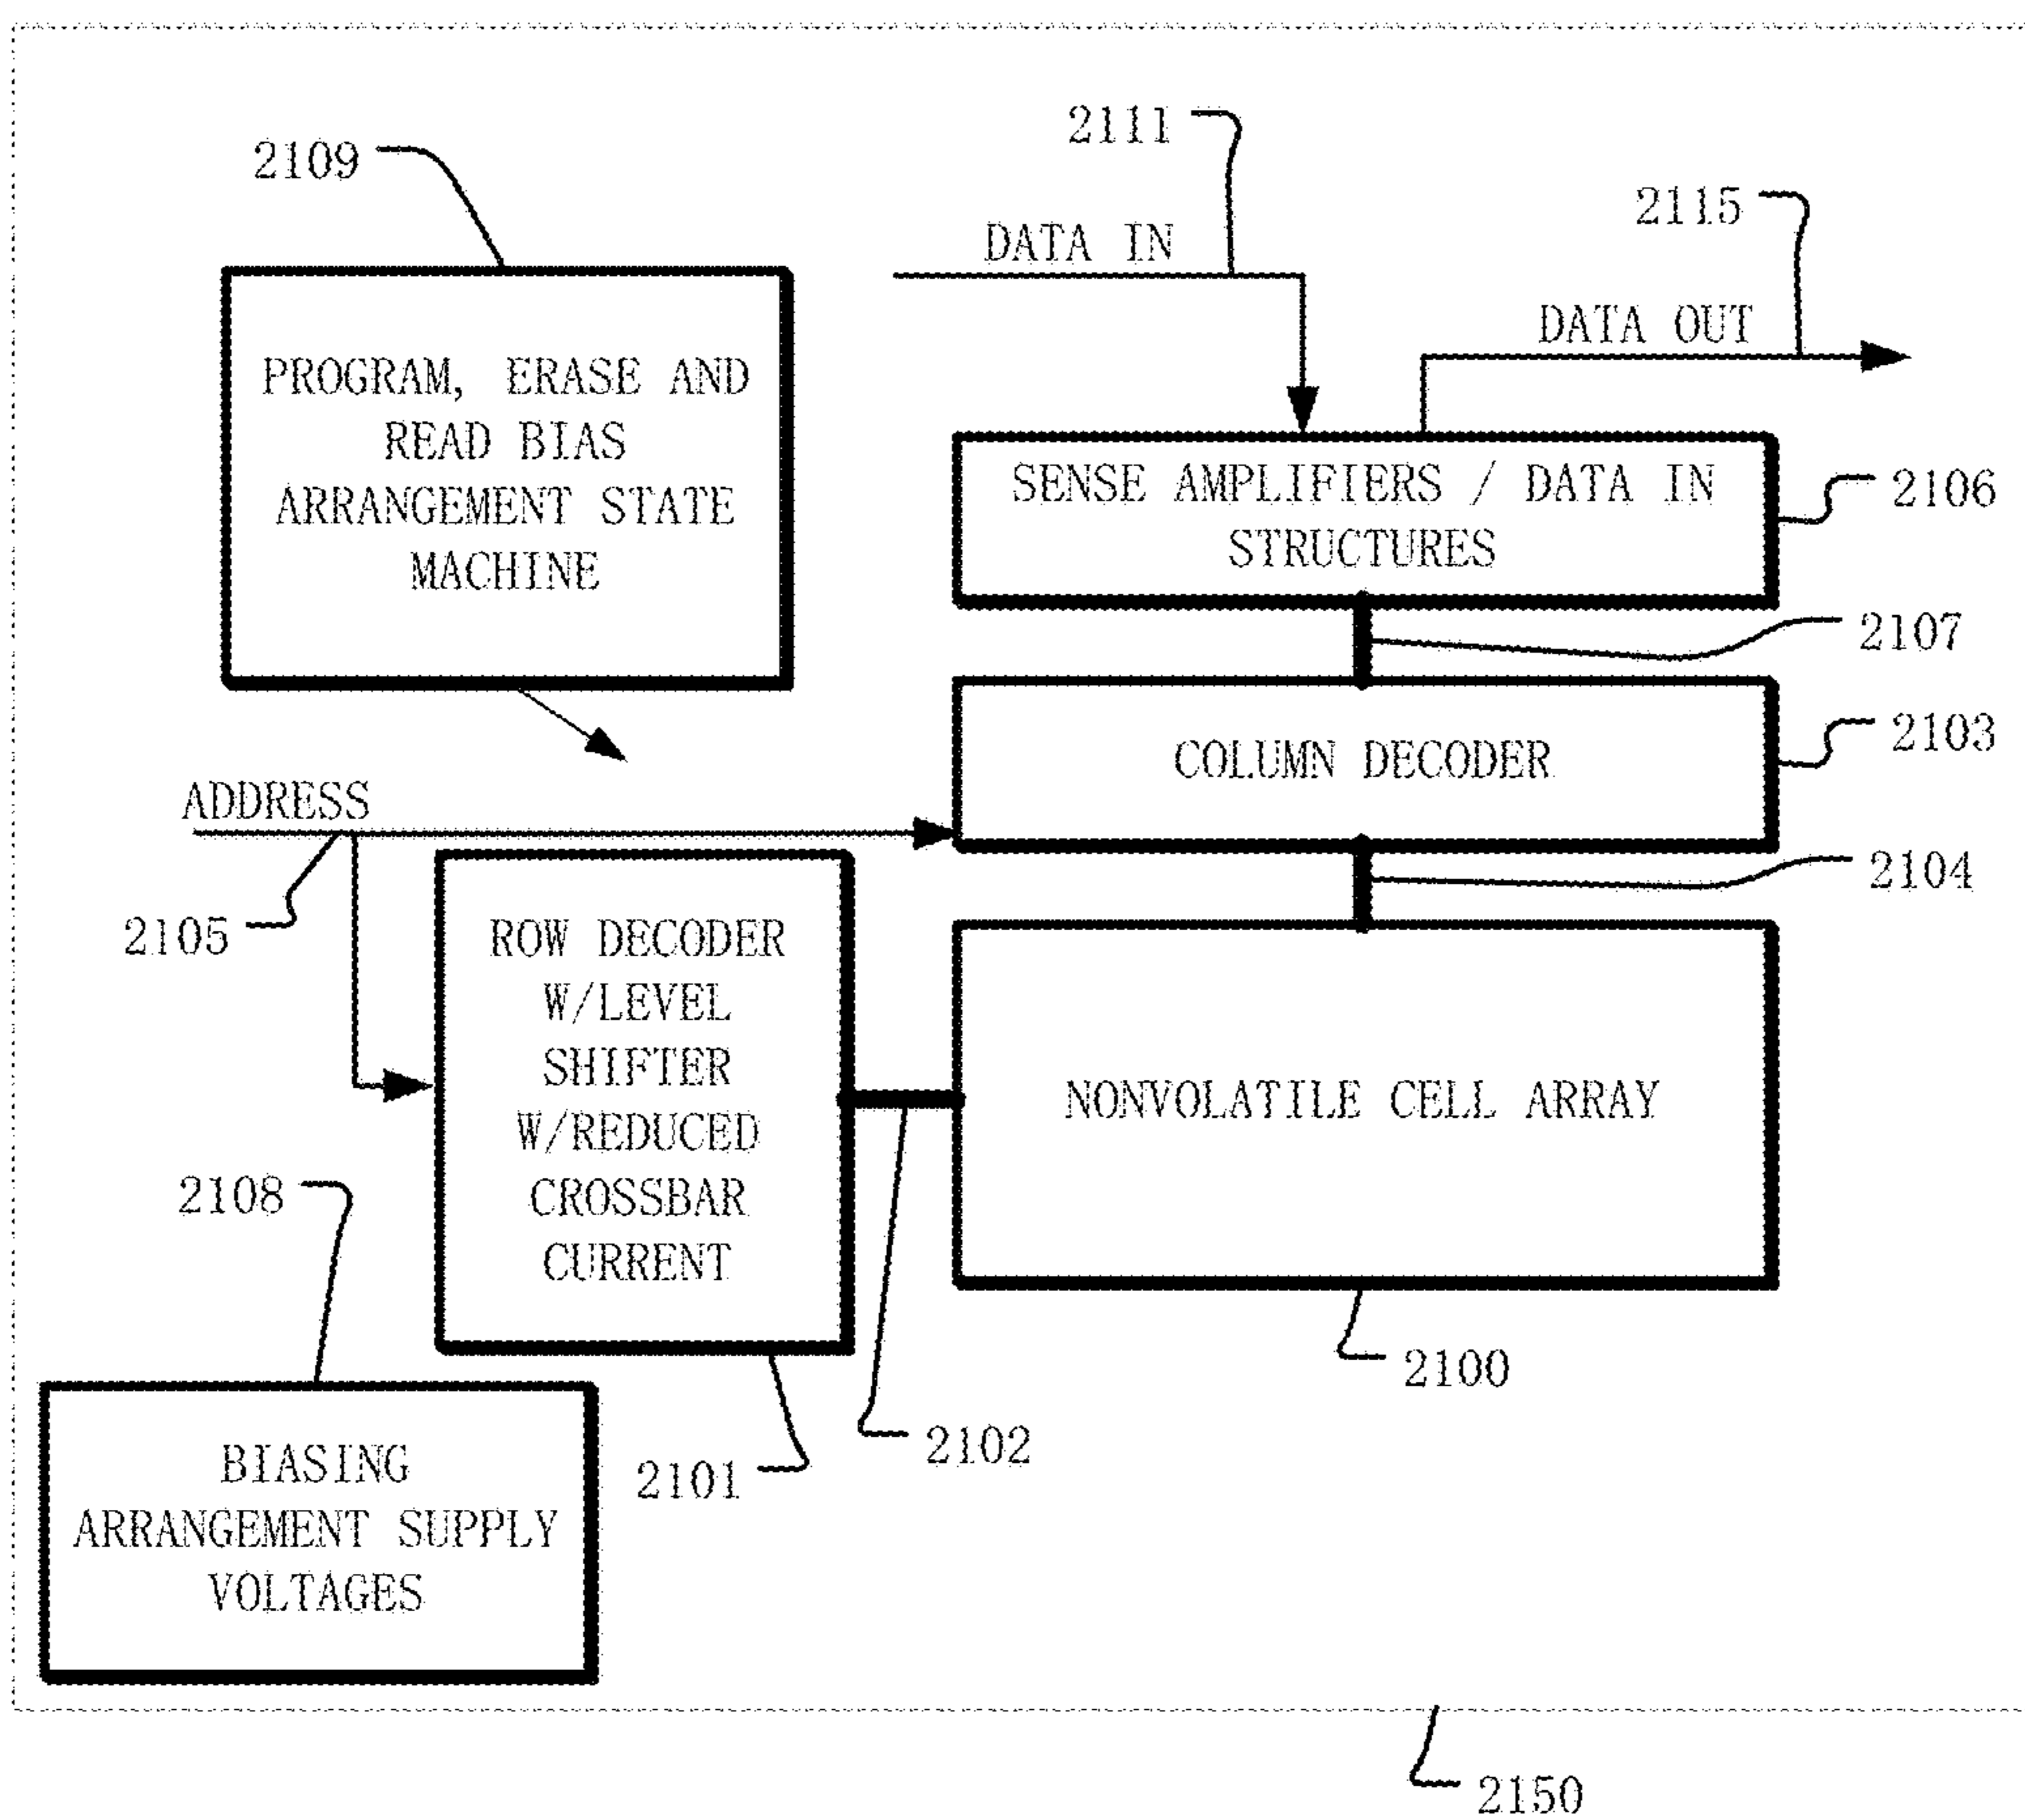 2111
2109
2115
DATA IN
DATA OUT
PROGRAM, ERASE AND
READ BIAS
ARRANGEMENT STATE
MACHINE
SENSE AMPLIFIERS / DATA IN
STRUCTURES
2106
2107
COLUMN DECODER
2103
ADDRESS
2104
2105
ROW DECODER
W/LEVEL
SHIFTER
W/REDUCED
CROSSBAR
CURRENT
NONVOLATILE CELL ARRAY
2108
2100
2102
2101
BIASING
ARRANGEMENT SUPPLY
VOLTAGES
2150